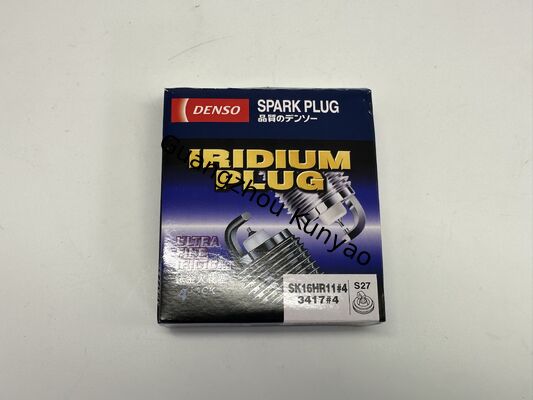 DENSO
SPARK PLUG
品質のデンソー
IRIDIUM
PLUG
Guangzhou Kunyao
ULTRA
SK16HR11#4
3417#4
S27